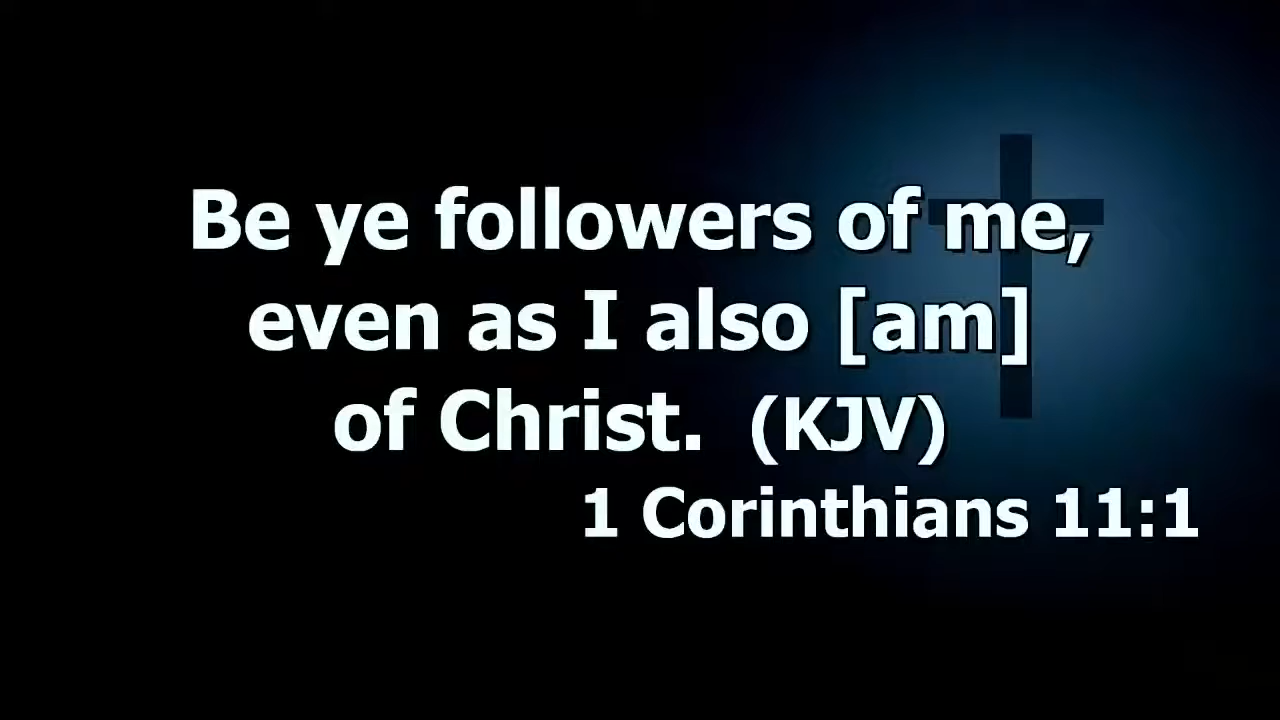 Be ye followers of me,
even as I also [am]
of Christ. (KJV)
1 Corinthians 11:1